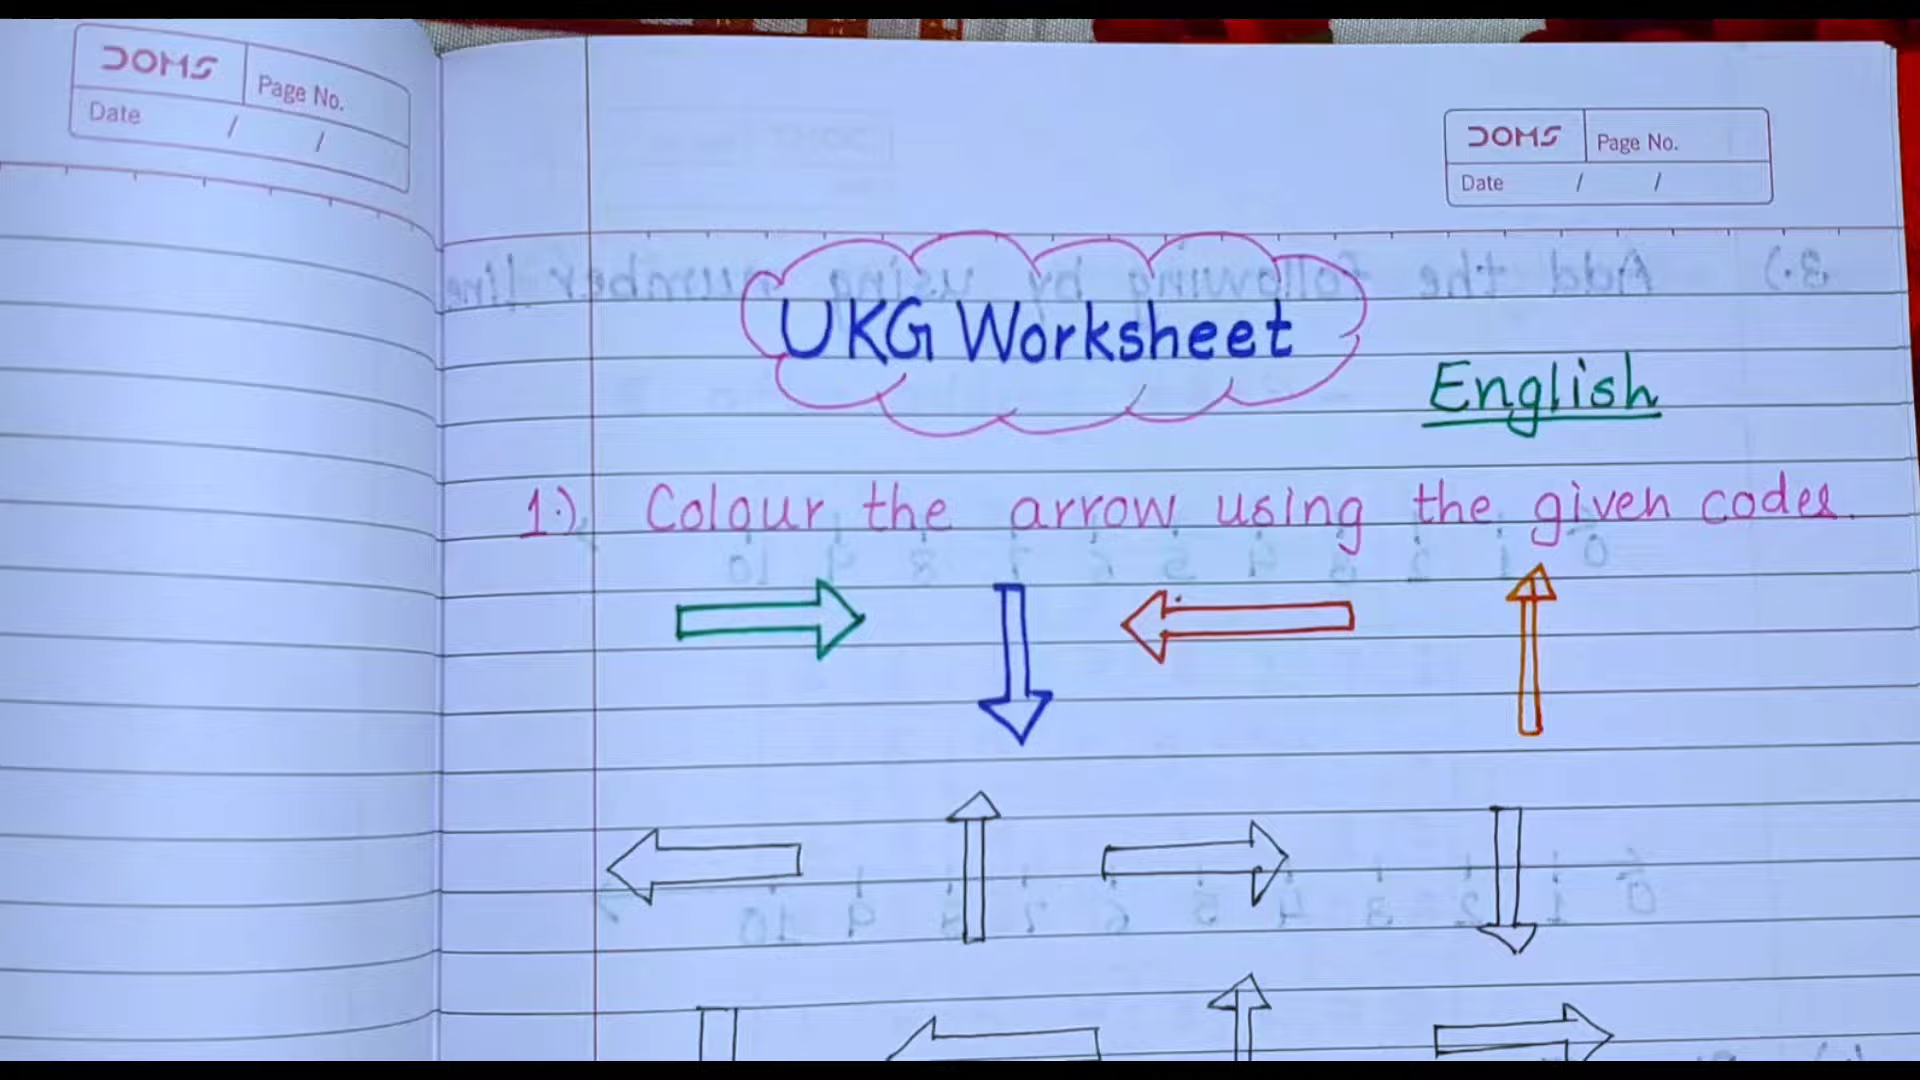 DOMS Page No.
Date / /
DOMS Page No.
Date / /
UKG Worksheet
English
1.) Colour the arrow using the given codes.